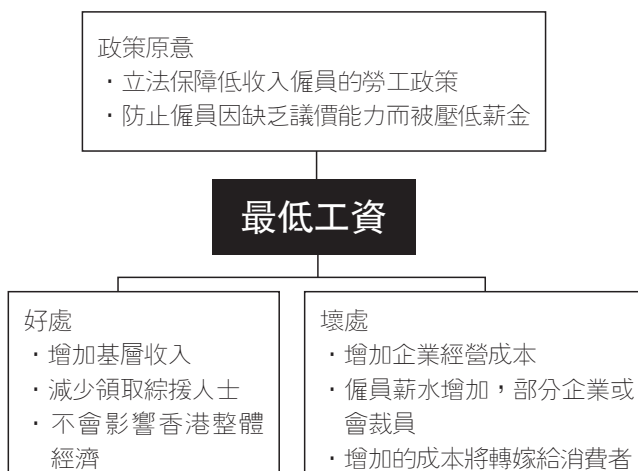 政策原意
・立法保障低收入僱員的勞工政策
・防止僱員因缺乏議價能力而被壓低薪金
最低工資
好處
・增加基層收入
・減少領取綜援人士
・不會影響香港整體
經濟
壞處
・增加企業經營成本
・僱員薪水增加，部分企業或
會裁員
・增加的成本將轉嫁給消費者